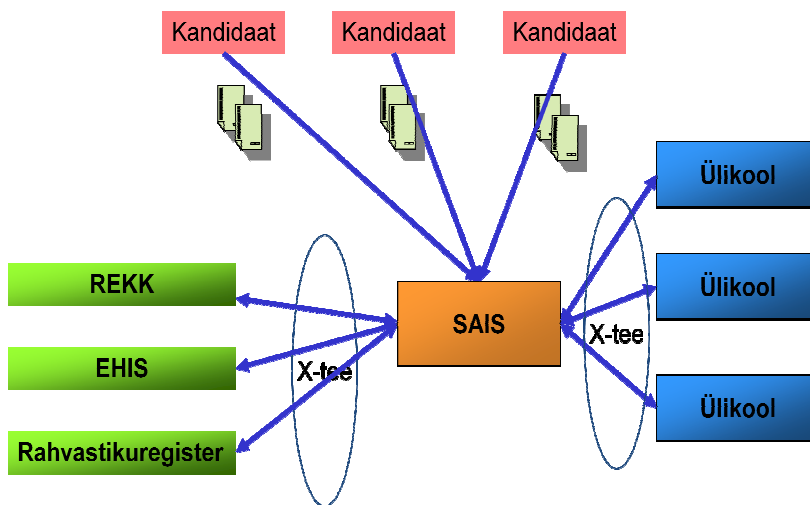 Kandidaat
Kandidaat
Kandidaat
Ülikool
REKK
SAIS
Ülikool
X-tee
EHIS
X-tee
Ülikool
Rahvastikuregister